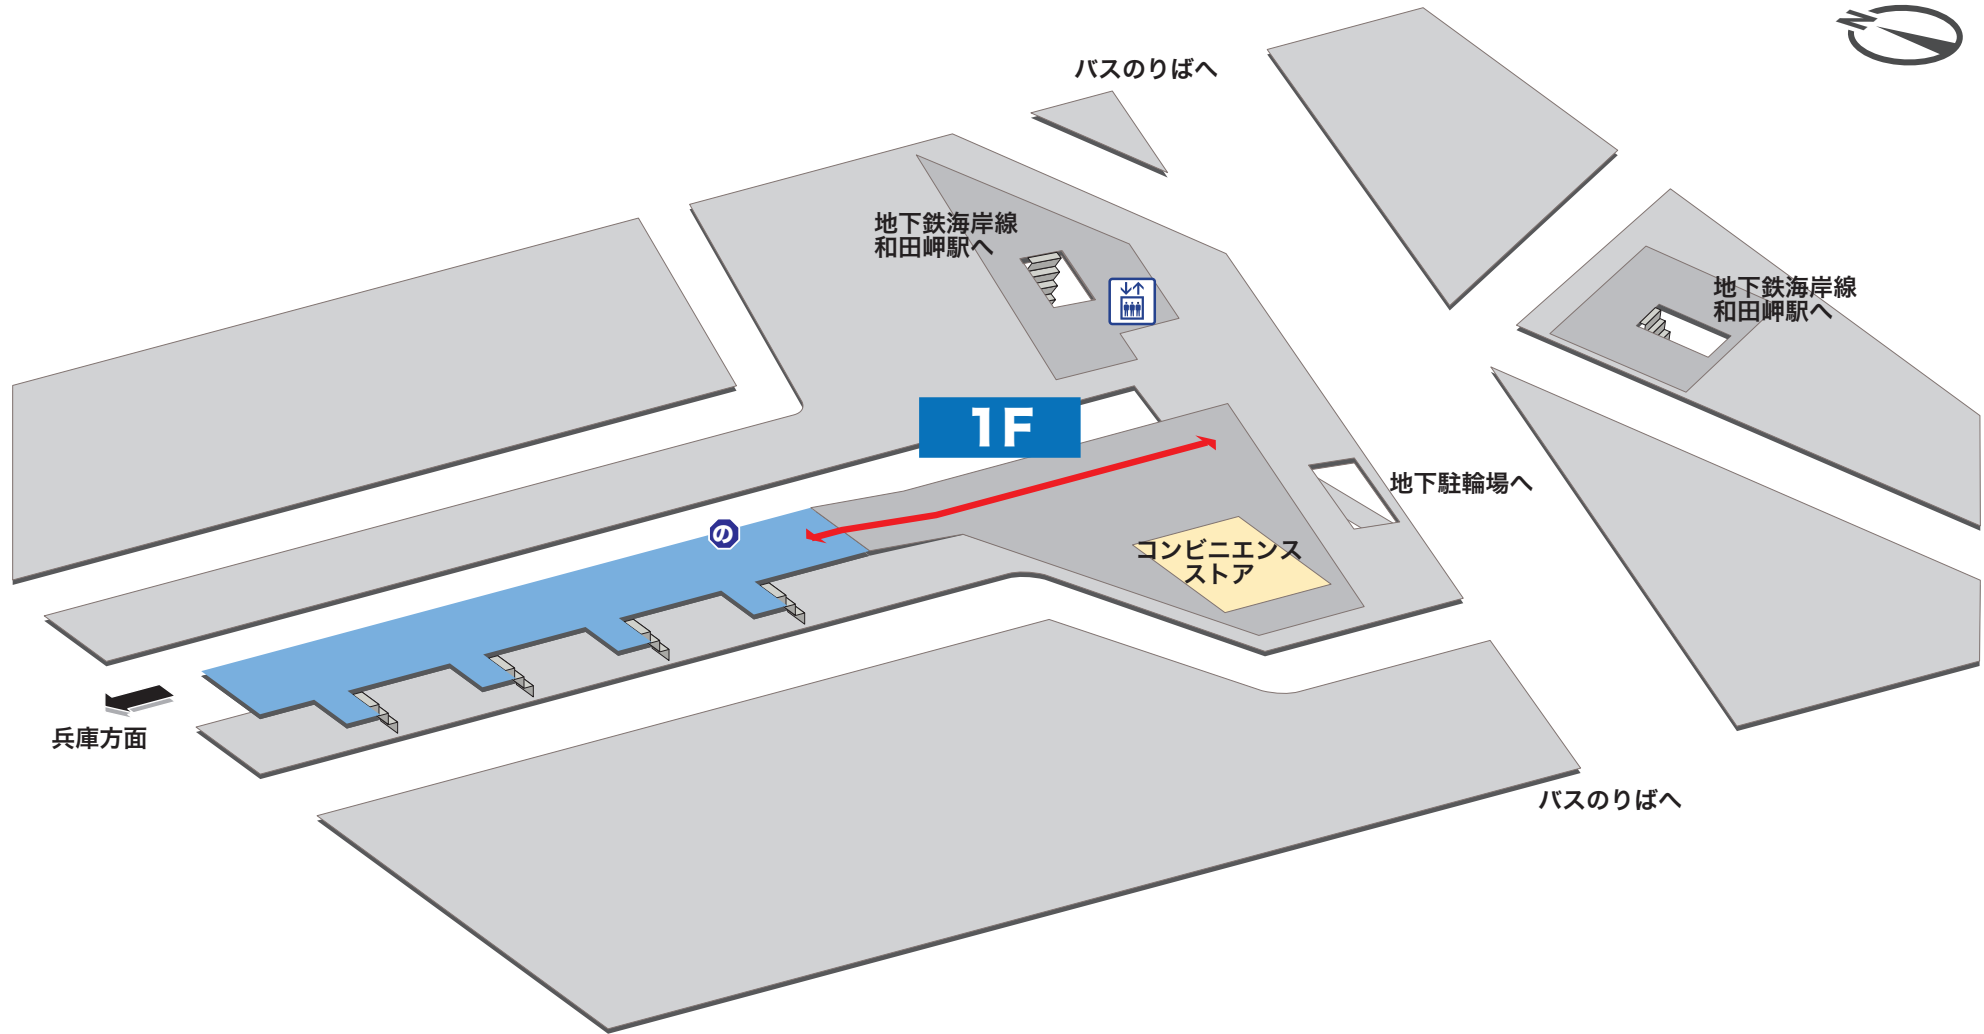 N
バスのりばへ
地下鉄海岸線
和田岬駅へ
地下鉄海岸線
和田岬駅へ
1F
地下駐輪場へ
の
コンビニエンス
ストア
兵庫方面
バスのりばへ